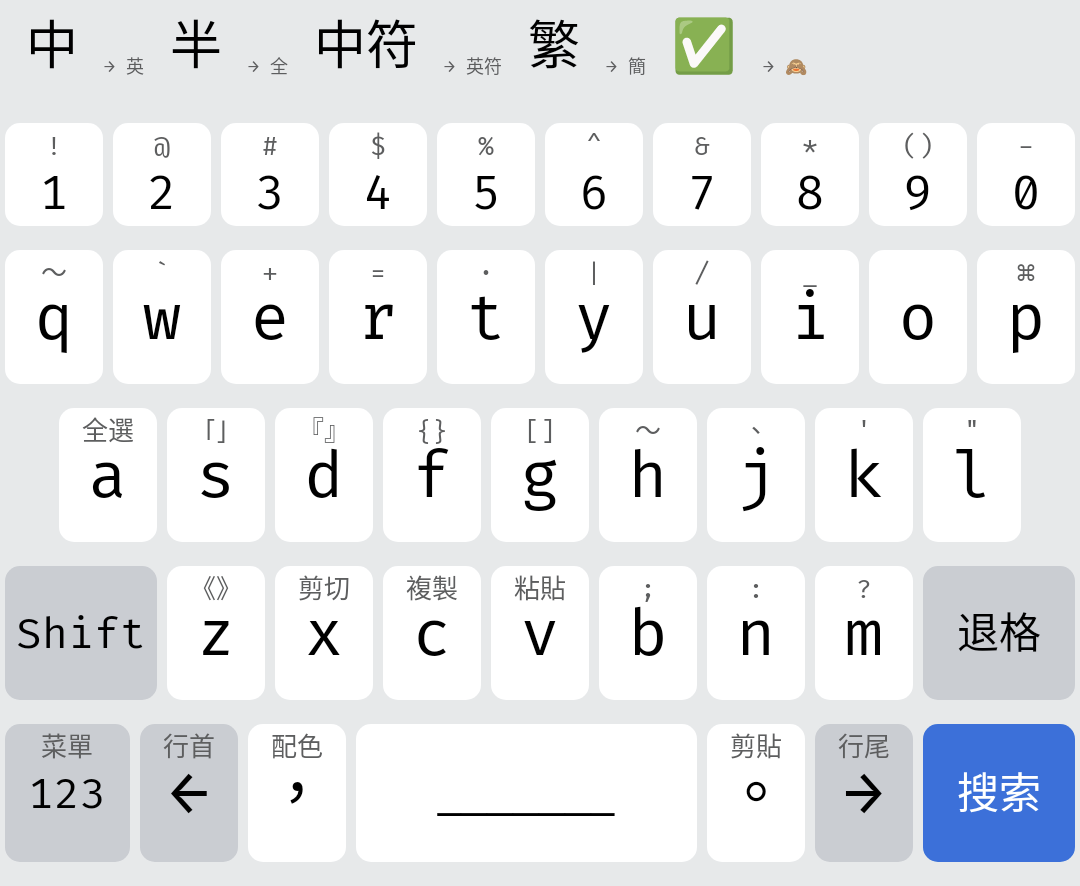 中 → 英 半 → 全 中符 → 英符 繁 → 簡 ✅ → 🙈
! @ # $ % ^ & * () -
1 2 3 4 5 6 7 8 9 0
～ ` + = · | / _ ⌘
q w e r t y u i o p
全選 「」 『』 {} [] ～ 、 ' "
a s d f g h j k l
《》 剪切 複製 粘貼 ; : ?
Shift z x c v b n m 退格
菜單 行首 配色 剪貼 行尾
123 ← ， 。 → 搜索